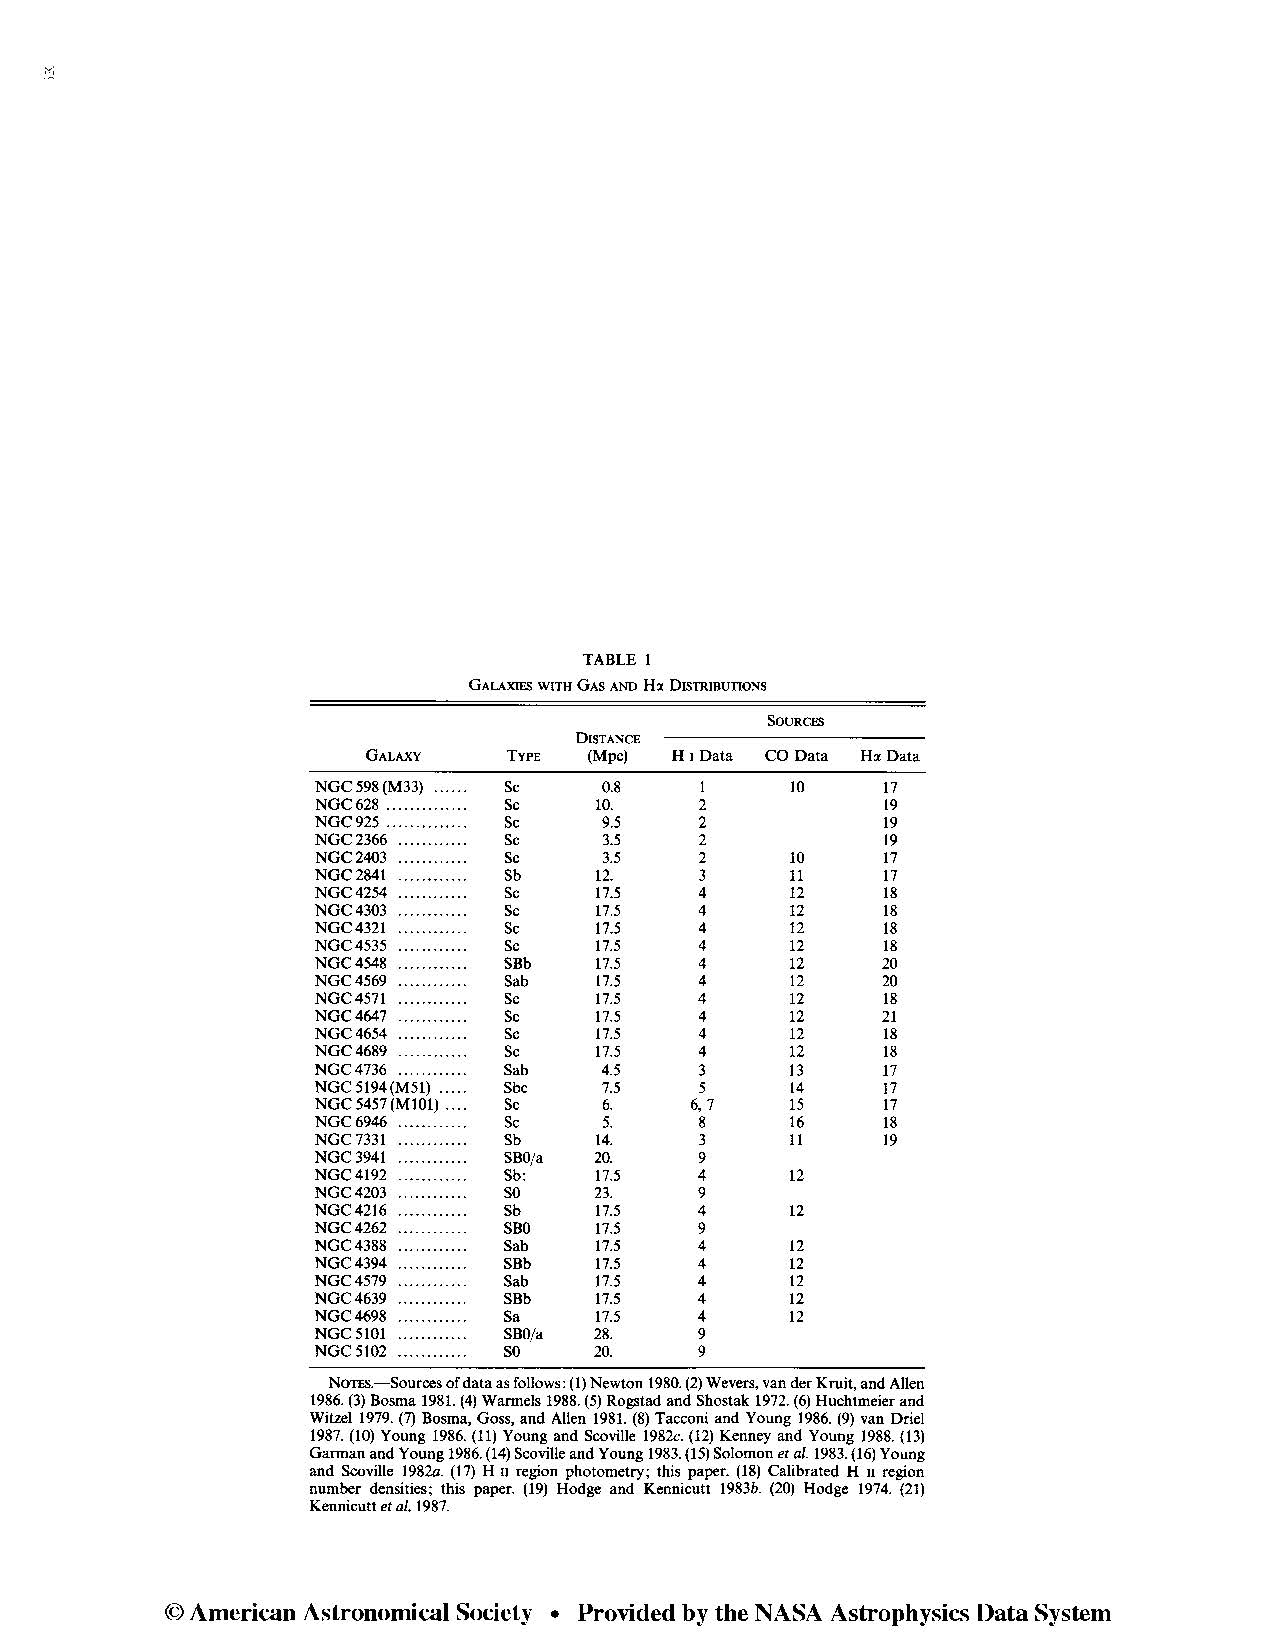 TABLE 1
GALAXIES WITH GAS AND Hα DISTRIBUTIONS
SOURCES
DISTANCE
GALAXY TYPE (Mpc) H I Data CO Data Hα Data
NGC 598 (M33) ...... Sc 0.8 1 10 17
NGC 628 .............. Sc 10. 2 19
NGC 925 .............. Sc 9.5 2 19
NGC 2366 ............ Sc 3.5 2 19
NGC 2403 ............ Sc 3.5 2 10 17
NGC 2841 ............ Sb 12. 3 11 17
NGC 4254 ............ Sc 17.5 4 12 18
NGC 4303 ............ Sc 17.5 4 12 18
NGC 4321 ............ Sc 17.5 4 12 18
NGC 4535 ............ Sc 17.5 4 12 18
NGC 4548 ............ SBb 17.5 4 12 20
NGC 4569 ............ Sab 17.5 4 12 20
NGC 4571 ............ Sc 17.5 4 12 18
NGC 4647 ............ Sc 17.5 4 12 21
NGC 4654 ............ Sc 17.5 4 12 18
NGC 4689 ............ Sc 17.5 4 12 18
NGC 4736 ............ Sab 4.5 3 13 17
NGC 5194 (M51) ..... Sbc 7.5 5 14 17
NGC 5457 (M101) .... Sc 6. 6, 7 15 17
NGC 6946 ............ Sc 5. 8 16 18
NGC 7331 ............ Sb 14. 3 11 19
NGC 3941 ............ SB0/a 20. 9
NGC 4192 ............ Sb: 17.5 4 12
NGC 4203 ............ S0 23. 9
NGC 4216 ............ Sb 17.5 4 12
NGC 4262 ............ SB0 17.5 9
NGC 4388 ............ Sab 17.5 4 12
NGC 4394 ............ SBb 17.5 4 12
NGC 4579 ............ Sab 17.5 4 12
NGC 4639 ............ SBb 17.5 4 12
NGC 4698 ............ Sa 17.5 4 12
NGC 5101 ............ SB0/a 28. 9
NGC 5102 ............ S0 20. 9
NOTES.—Sources of data as follows: (1) Newton 1980. (2) Wevers, van der Kruit, and Allen
1986. (3) Bosma 1981. (4) Warmels 1988. (5) Rogstad and Shostak 1972. (6) Huchtmeier and
Witzel 1979. (7) Bosma, Goss, and Allen 1981. (8) Tacconi and Young 1986. (9) van Driel
1987. (10) Young 1986. (11) Young and Scoville 1982c. (12) Kenney and Young 1988. (13)
Garman and Young 1986. (14) Scoville and Young 1983. (15) Solomon et al. 1983. (16) Young
and Scoville 1982a. (17) H II region photometry; this paper. (18) Calibrated H II region
number densities; this paper. (19) Hodge and Kennicutt 1983b. (20) Hodge 1974. (21)
Kennicutt et al. 1987.
© American Astronomical Society • Provided by the NASA Astrophysics Data System